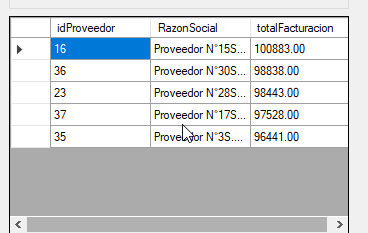 idProveedor RazonSocial totalFacturacion
16 Proveedor N°15S... 100883.00
36 Proveedor N°30S... 98838.00
23 Proveedor N°28S... 98443.00
37 Proveedor N°17S... 97528.00
35 Proveedor N°3S.... 96441.00